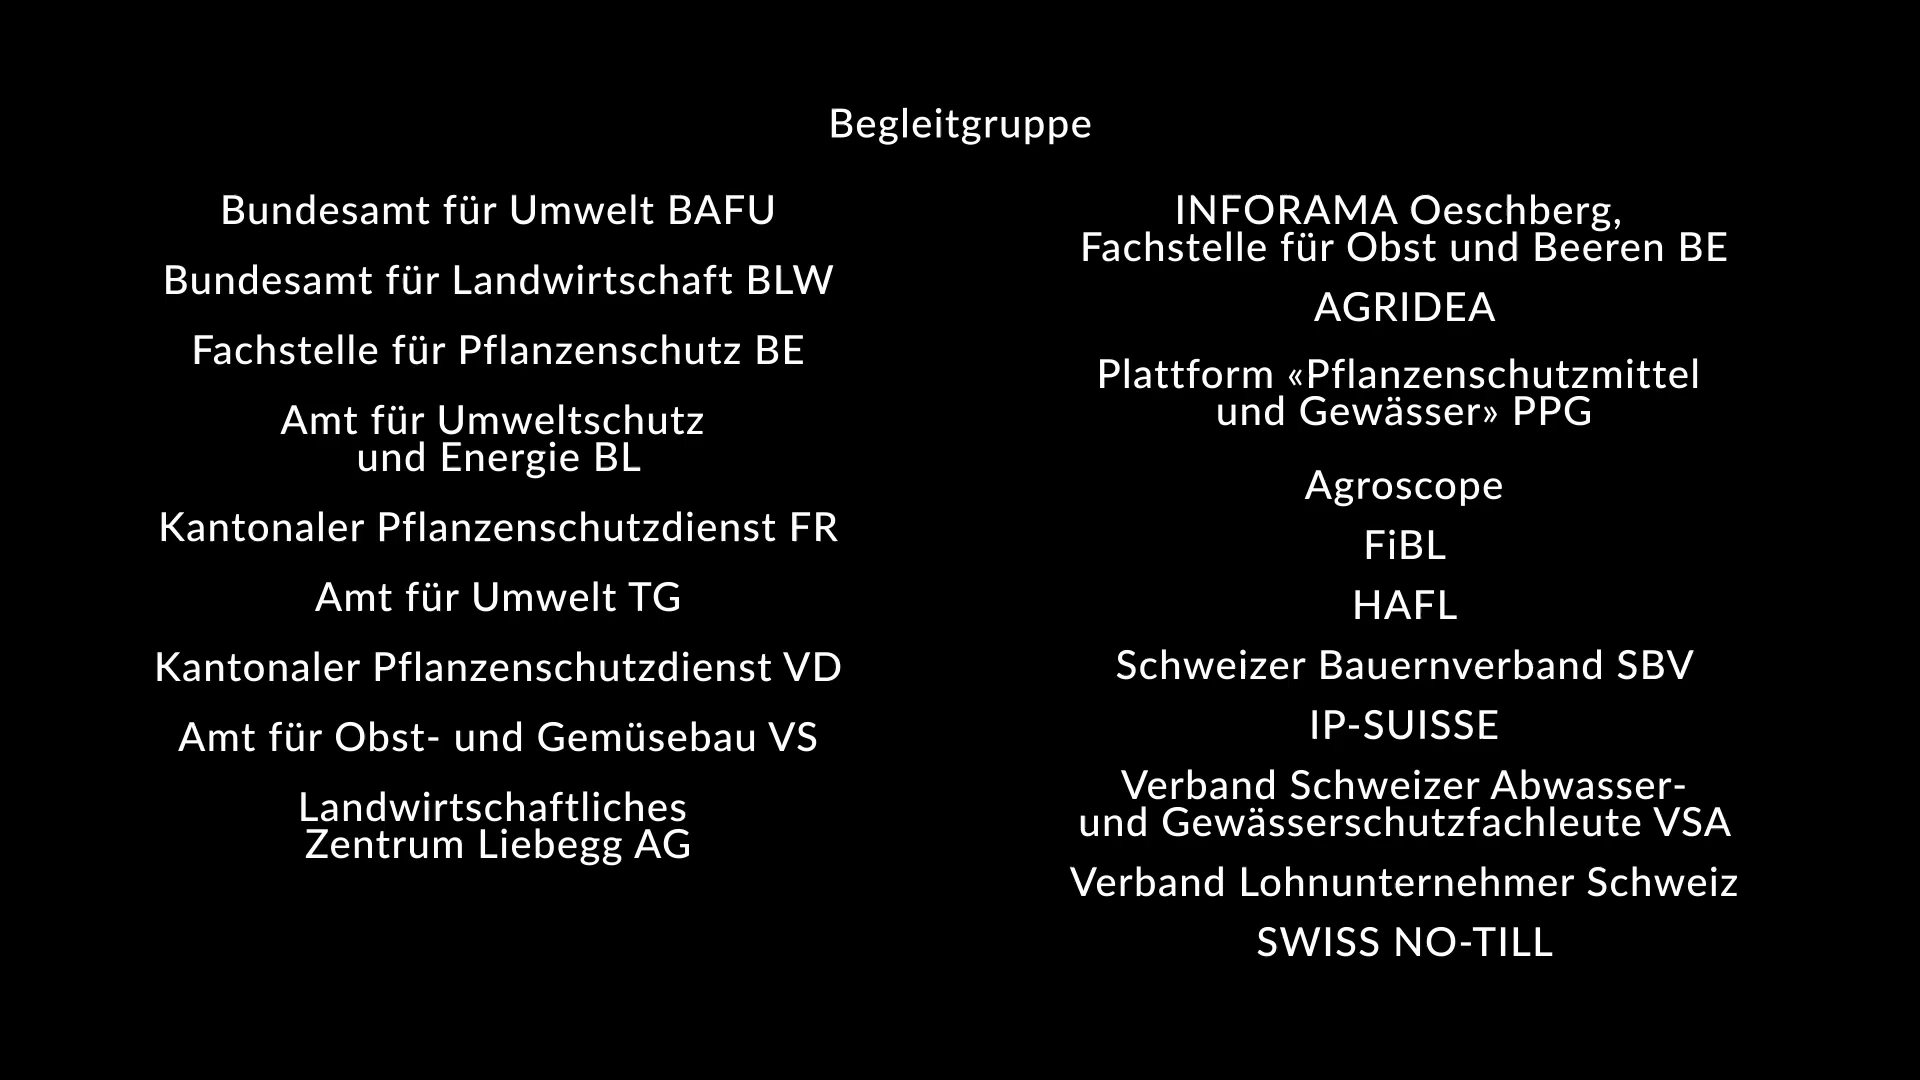 Begleitgruppe
Bundesamt für Umwelt BAFU
Bundesamt für Landwirtschaft BLW
Fachstelle für Pflanzenschutz BE
Amt für Umweltschutz
und Energie BL
Kantonaler Pflanzenschutzdienst FR
Amt für Umwelt TG
Kantonaler Pflanzenschutzdienst VD
Amt für Obst- und Gemüsebau VS
Landwirtschaftliches
Zentrum Liebegg AG
INFORAMA Oeschberg,
Fachstelle für Obst und Beeren BE
AGRIDEA
Plattform «Pflanzenschutzmittel
und Gewässer» PPG
Agroscope
FiBL
HAFL
Schweizer Bauernverband SBV
IP-SUISSE
Verband Schweizer Abwasser-
und Gewässerschutzfachleute VSA
Verband Lohnunternehmer Schweiz
SWISS NO-TILL